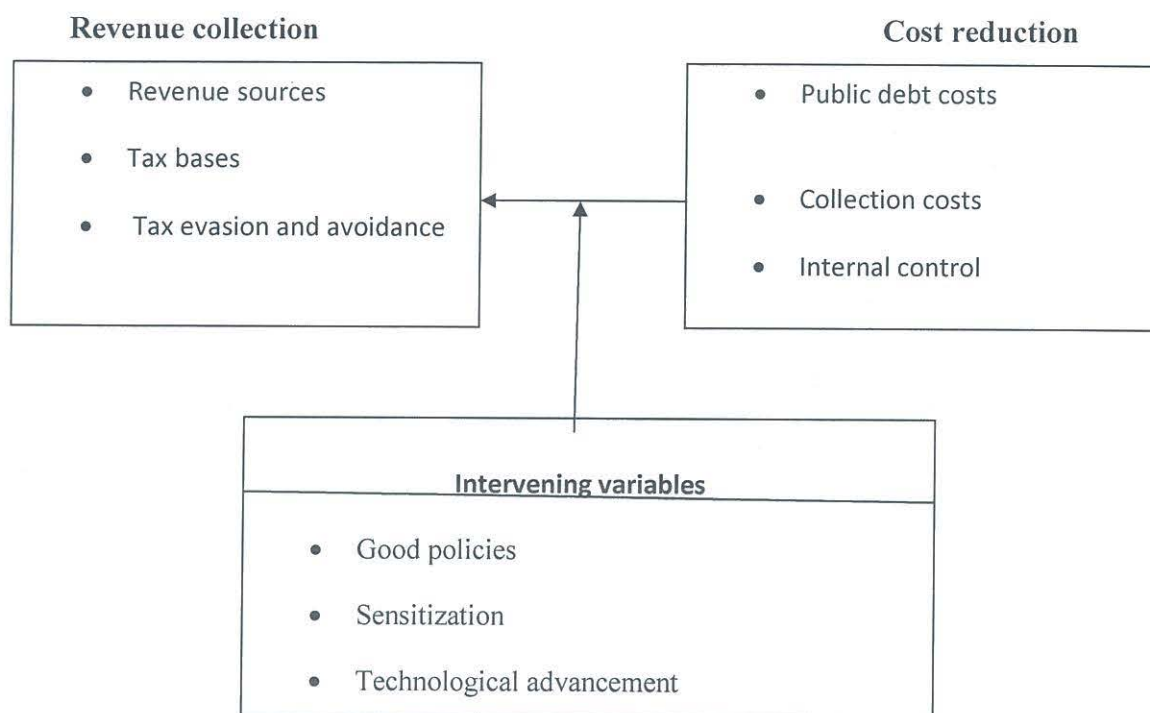 Revenue collection
• Revenue sources
• Tax bases
• Tax evasion and avoidance
Cost reduction
• Public debt costs
• Collection costs
• Internal control
Intervening variables
• Good policies
• Sensitization
• Technological advancement